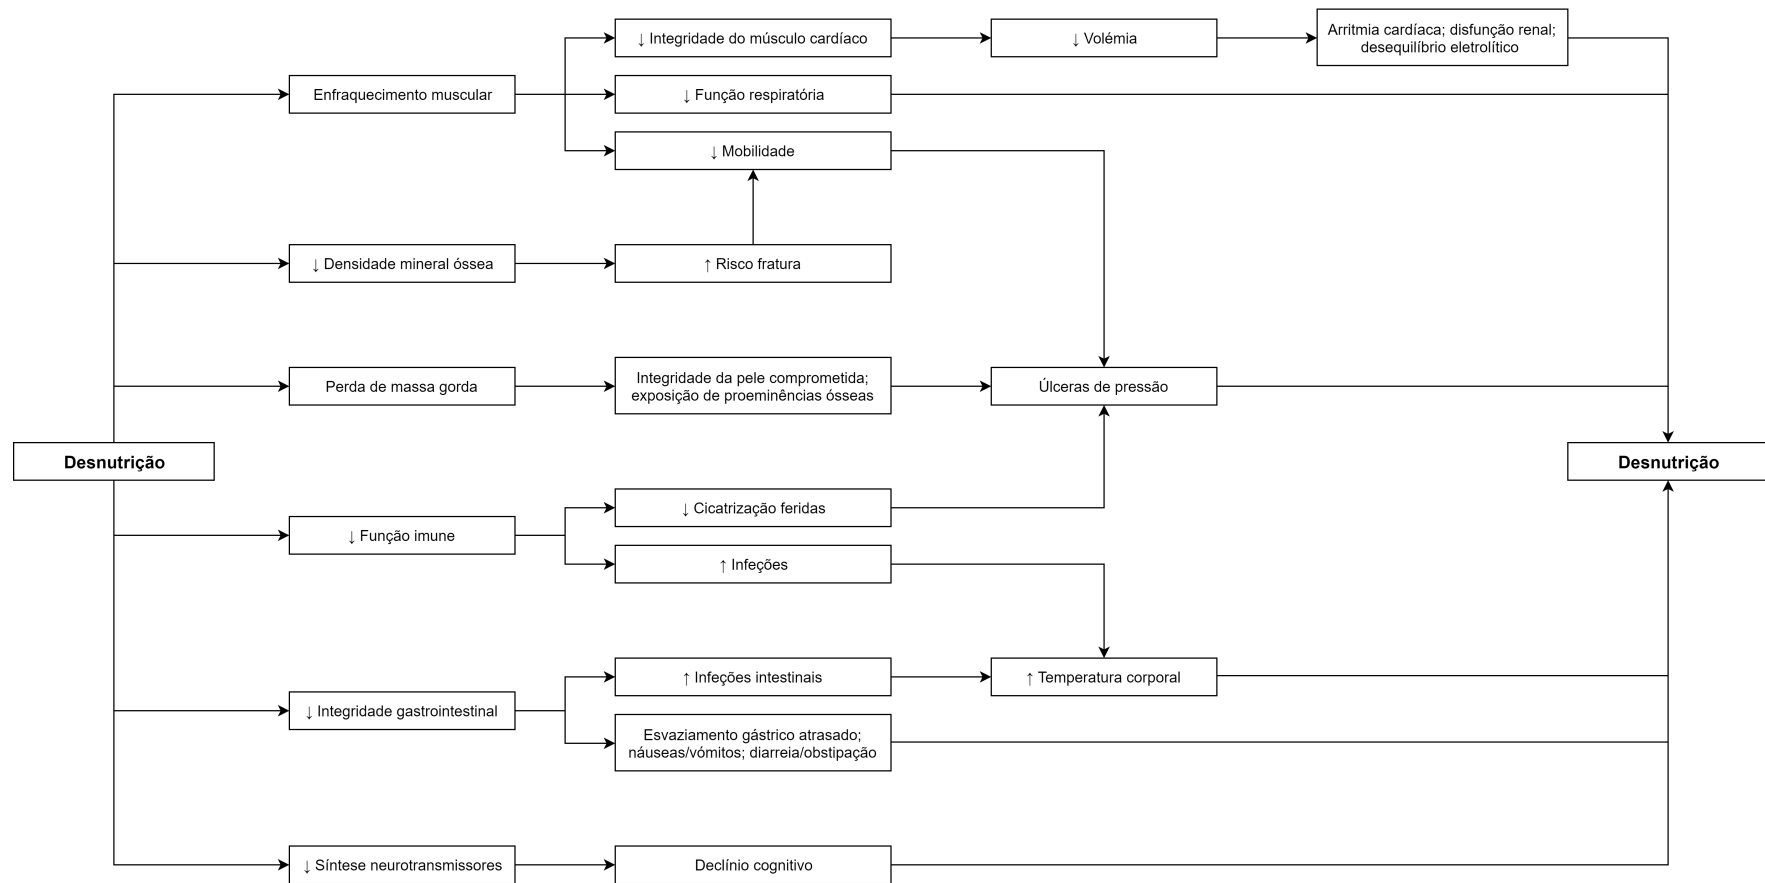 ↓ Integridade do músculo cardíaco
↓ Volémia
Arritmia cardíaca; disfunção renal;
desequilíbrio eletrolítico
Enfraquecimento muscular
↓ Função respiratória
↓ Mobilidade
↓ Densidade mineral óssea
↑ Risco fratura
Perda de massa gorda
Integridade da pele comprometida;
exposição de proeminências ósseas
Úlceras de pressão
Desnutrição
Desnutrição
↓ Cicatrização feridas
↓ Função imune
↑ Infeções
↑ Infeções intestinais
↑ Temperatura corporal
↓ Integridade gastrointestinal
Esvaziamento gástrico atrasado;
náuseas/vómitos; diarreia/obstipação
↓ Síntese neurotransmissores
Declínio cognitivo